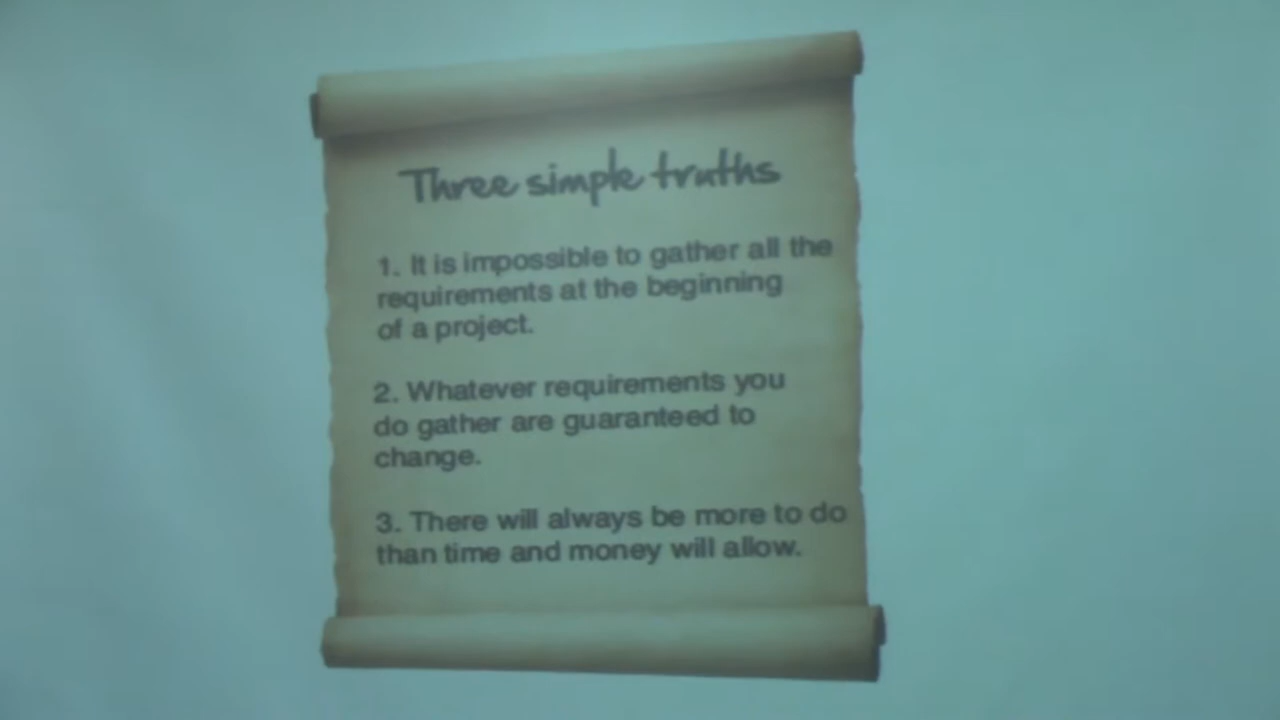 Three simple truths
1. It is impossible to gather all the
requirements at the beginning
of a project.
2. Whatever requirements you
do gather are guaranteed to
change.
3. There will always be more to do
than time and money will allow.